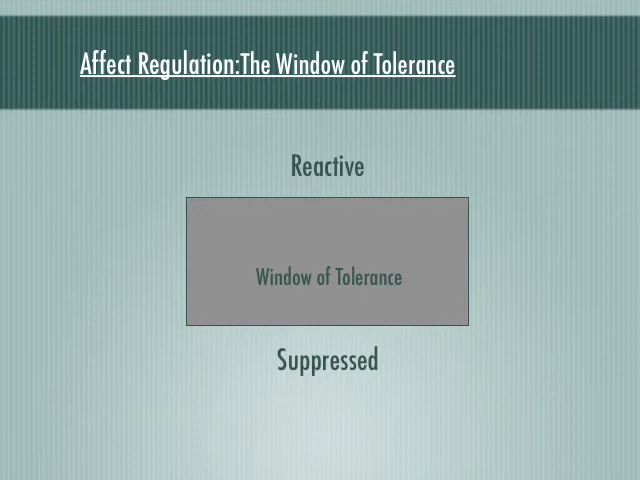 Affect Regulation:The Window of Tolerance
Reactive
Window of Tolerance
Suppressed